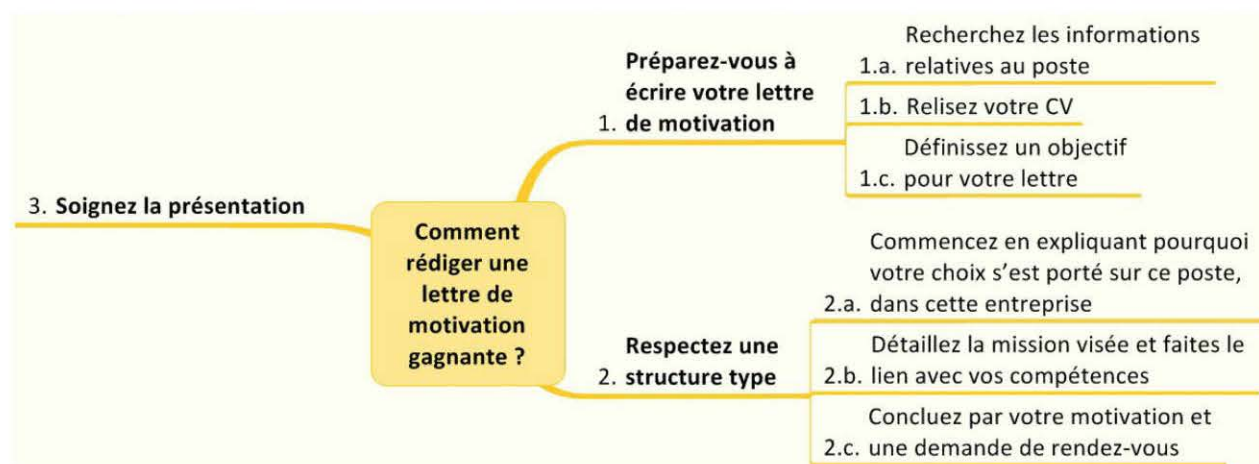 Comment
rédiger une
lettre de
motivation
gagnante ?
Préparez-vous à
écrire votre lettre
1. de motivation
Recherchez les informations
1.a. relatives au poste
1.b. Relisez votre CV
Définissez un objectif
1.c. pour votre lettre
Respectez une
2. structure type
Commencez en expliquant pourquoi
votre choix s’est porté sur ce poste,
2.a. dans cette entreprise
Détaillez la mission visée et faites le
2.b. lien avec vos compétences
Concluez par votre motivation et
2.c. une demande de rendez-vous
3. Soignez la présentation